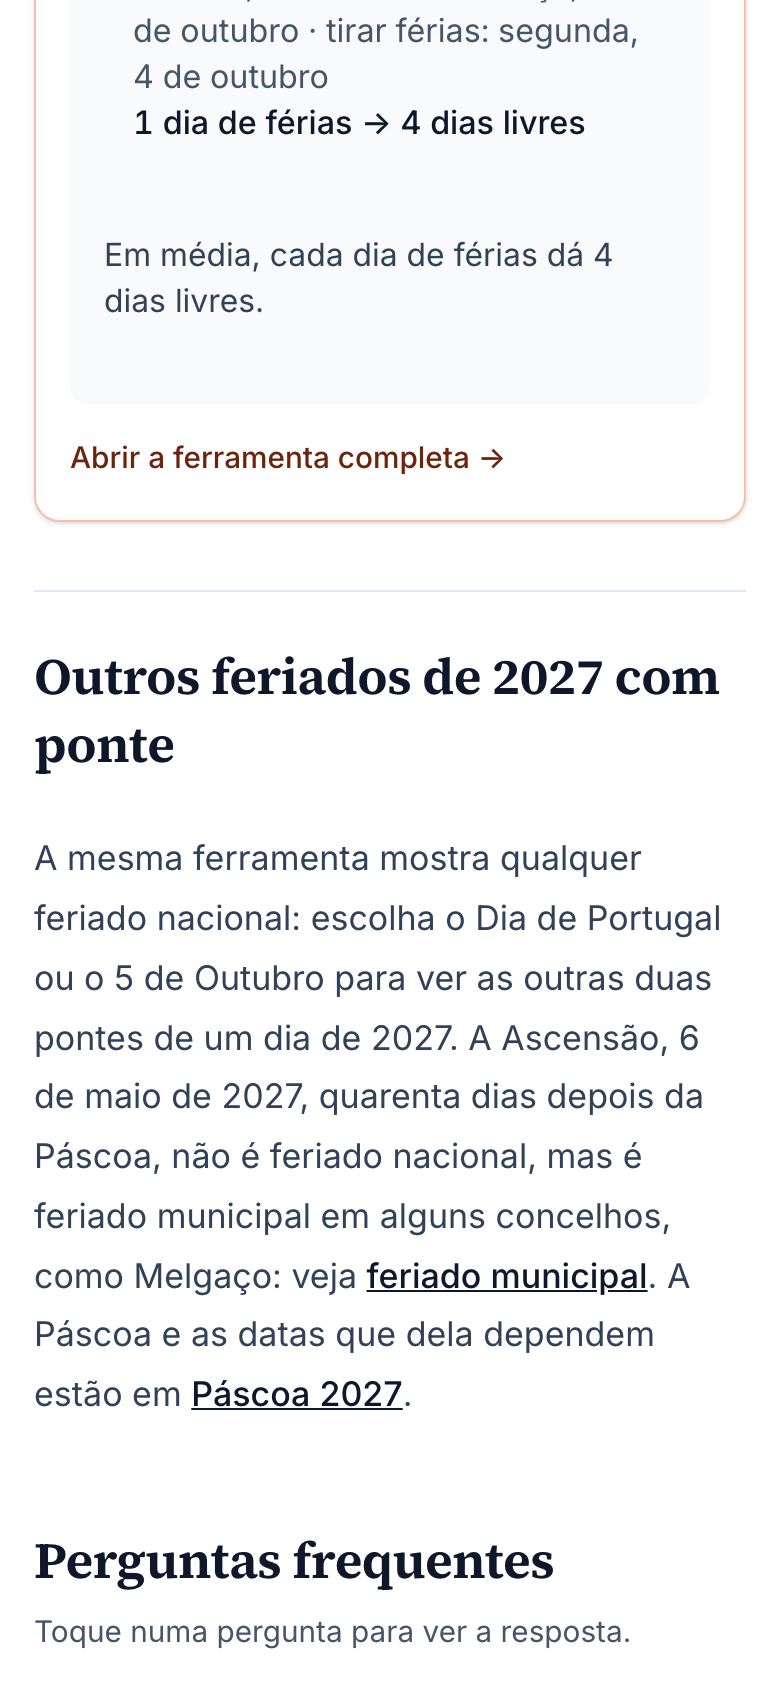 de outubro · tirar férias: segunda,
4 de outubro
1 dia de férias → 4 dias livres
Em média, cada dia de férias dá 4
dias livres.
Abrir a ferramenta completa →
Outros feriados de 2027 com
ponte
A mesma ferramenta mostra qualquer
feriado nacional: escolha o Dia de Portugal
ou o 5 de Outubro para ver as outras duas
pontes de um dia de 2027. A Ascensão, 6
de maio de 2027, quarenta dias depois da
Páscoa, não é feriado nacional, mas é
feriado municipal em alguns concelhos,
como Melgaço: veja feriado municipal. A
Páscoa e as datas que dela dependem
estão em Páscoa 2027.
Perguntas frequentes
Toque numa pergunta para ver a resposta.